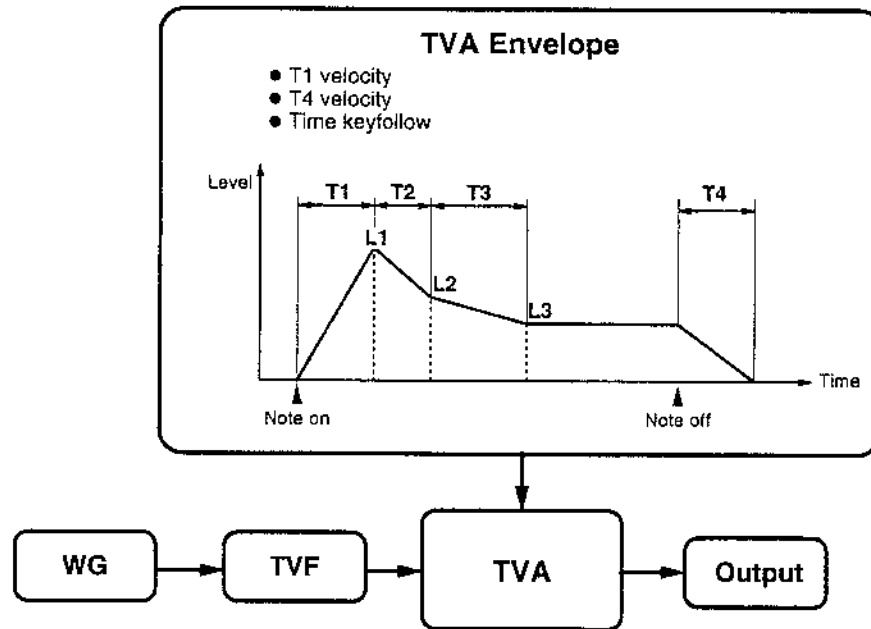 TVA Envelope
● T1 velocity
● T4 velocity
● Time keyfollow
Level
T1 T2 T3 T4
L1
L2
L3
Time
Note on Note off
WG TVF TVA Output